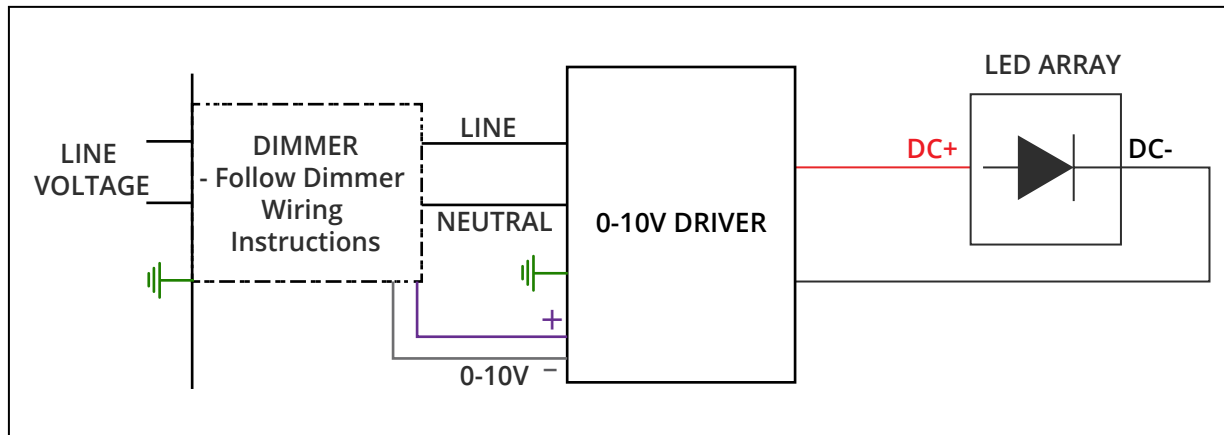 LED ARRAY
LINE
VOLTAGE
DIMMER
- Follow Dimmer
Wiring
Instructions
LINE
NEUTRAL
+
0-10V −
0-10V DRIVER
DC+
DC-